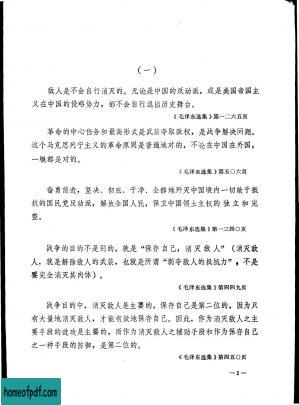 （一）
敌人是不会自行消灭的。无论是中国的反动派，或是美国帝国主
义在中国的侵略势力，都不会自行退出历史舞台。
《毛泽东选集》第一二六五页
革命的中心任务和最高形式是武装夺取政权，是战争解决问题。
这个马克思列宁主义的革命原则是普遍地对的，不论在中国在外国，
一概都是对的。
《毛泽东选集》第五〇六页
奋勇前进，坚决、彻底、干净、全部地歼灭中国境内一切敢于抵
抗的国民党反动派，解放全国人民，保卫中国领土主权的独立和完
整。
《毛泽东选集》第一三四〇页
战争的目的不是别的，就是“保存自己，消灭敌人”（消灭敌
人，就是解除敌人的武装，也就是所谓“剥夺敌人的抵抗力”，不是
要完全消灭其肉体）。
《毛泽东选集》第四四九页
战争目的中，消灭敌人是主要的，保存自己是第二位的，因为只
有大量地消灭敌人，才能有效地保存自己。因此，作为消灭敌人之主
要手段的进攻是主要的，而作为消灭敌人之辅助手段和作为保存自己
之一种手段的防御，是第二位的。
《毛泽东选集》第四五〇页
—1—
homeofpdf.com